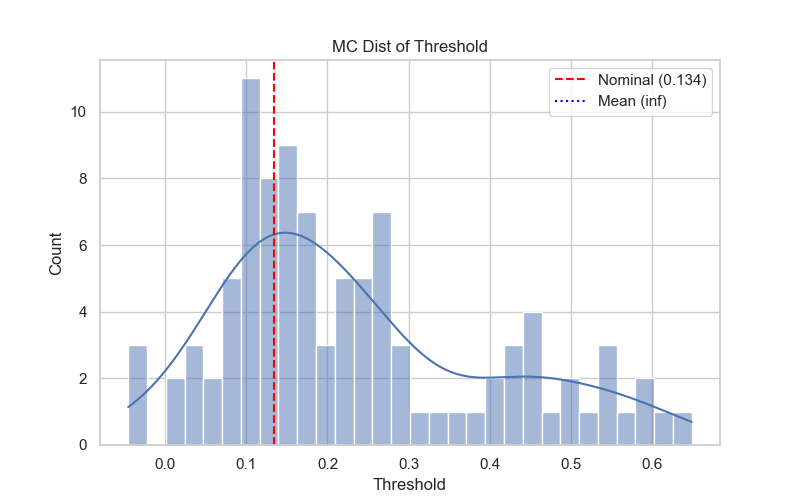 MC Dist of Threshold
Nominal (0.134)
Mean (inf)
Count
10
8
6
4
2
0
0.0 0.1 0.2 0.3 0.4 0.5 0.6
Threshold